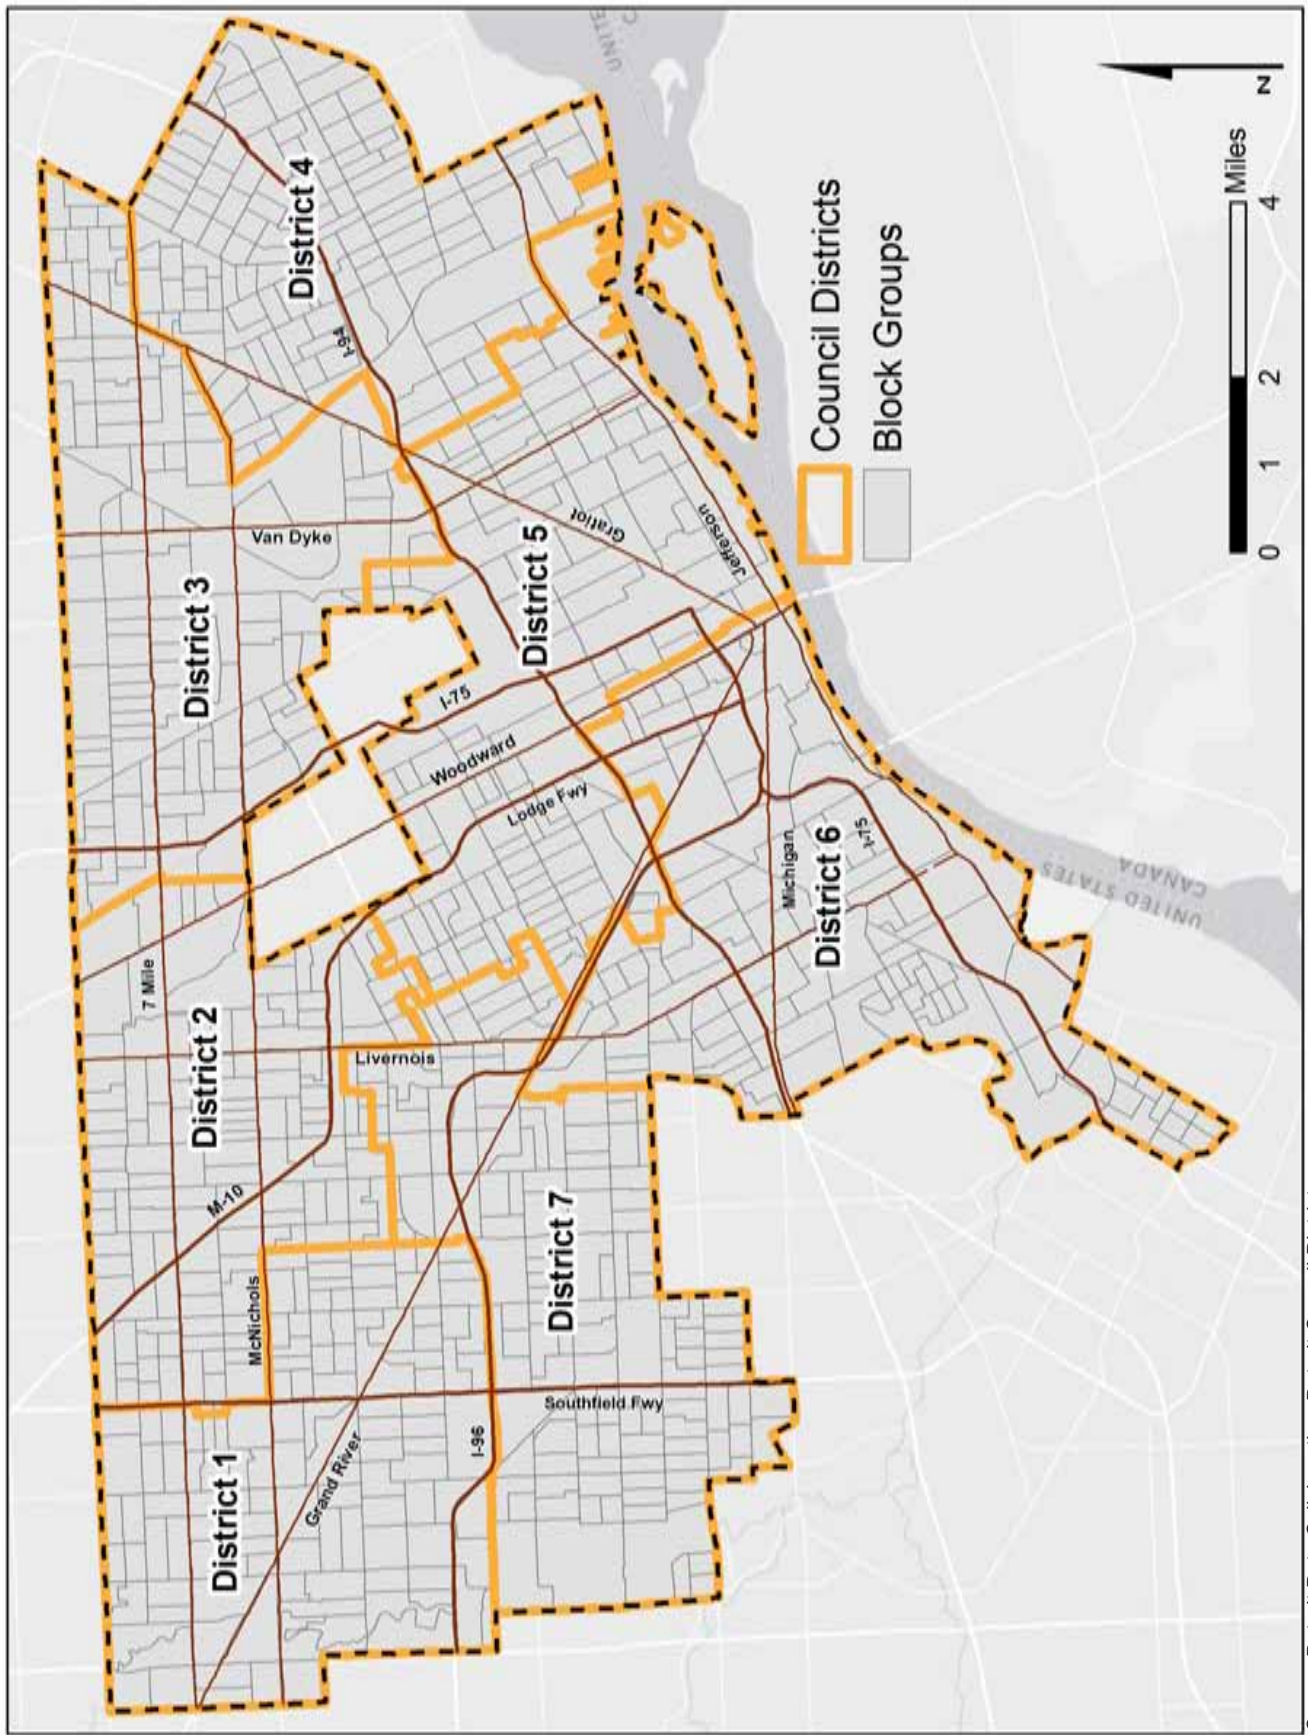 District 1
District 2
District 3
District 4
District 5
District 6
District 7
7 Mile
M-10
McNichols
Livernois
Grand River
I-96
Southfield Fwy
Van Dyke
I-94
I-75
Woodward
Lodge Fwy
Gratiot
Jefferson
Michigan
I-75
UNITED STATES
CANADA
UNITE
C
Council Districts
Block Groups
0 1 2 4
Miles
N